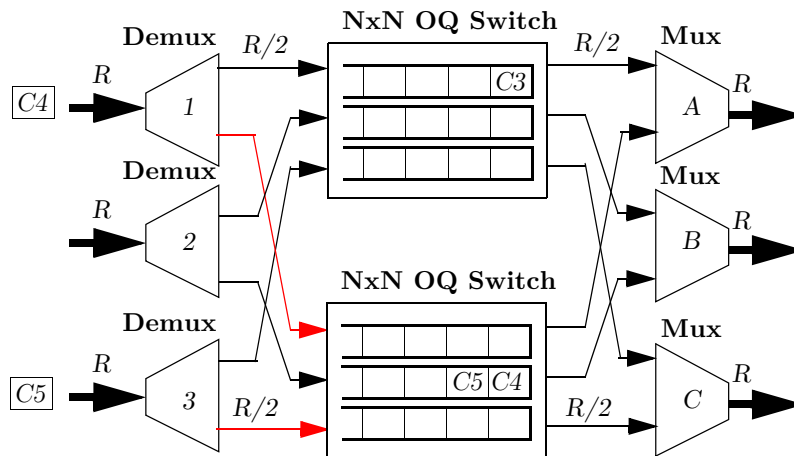 NxN OQ Switch
Demux
R/2
R/2
Mux
R
C4
1
C3
A
R
Demux
Mux
R
2
B
R
NxN OQ Switch
Demux
Mux
R
C5
3
C5 C4
R/2
R/2
C
R